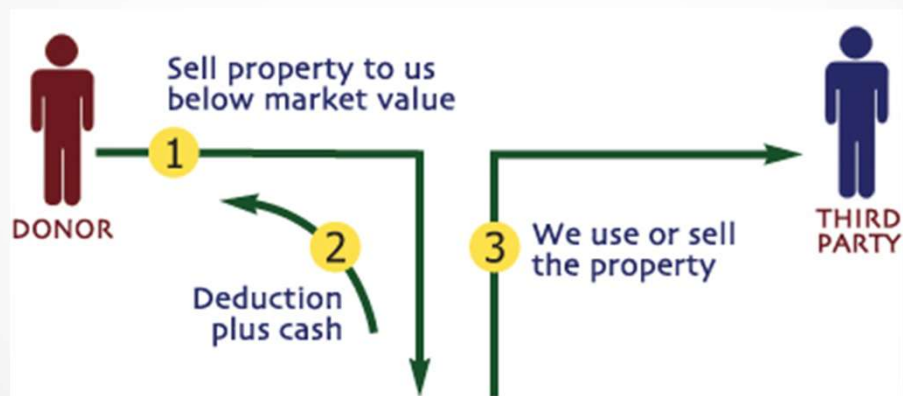 Sell property to us
below market value
1
DONOR
2
Deduction
plus cash
3
We use or sell
the property
THIRD
PARTY